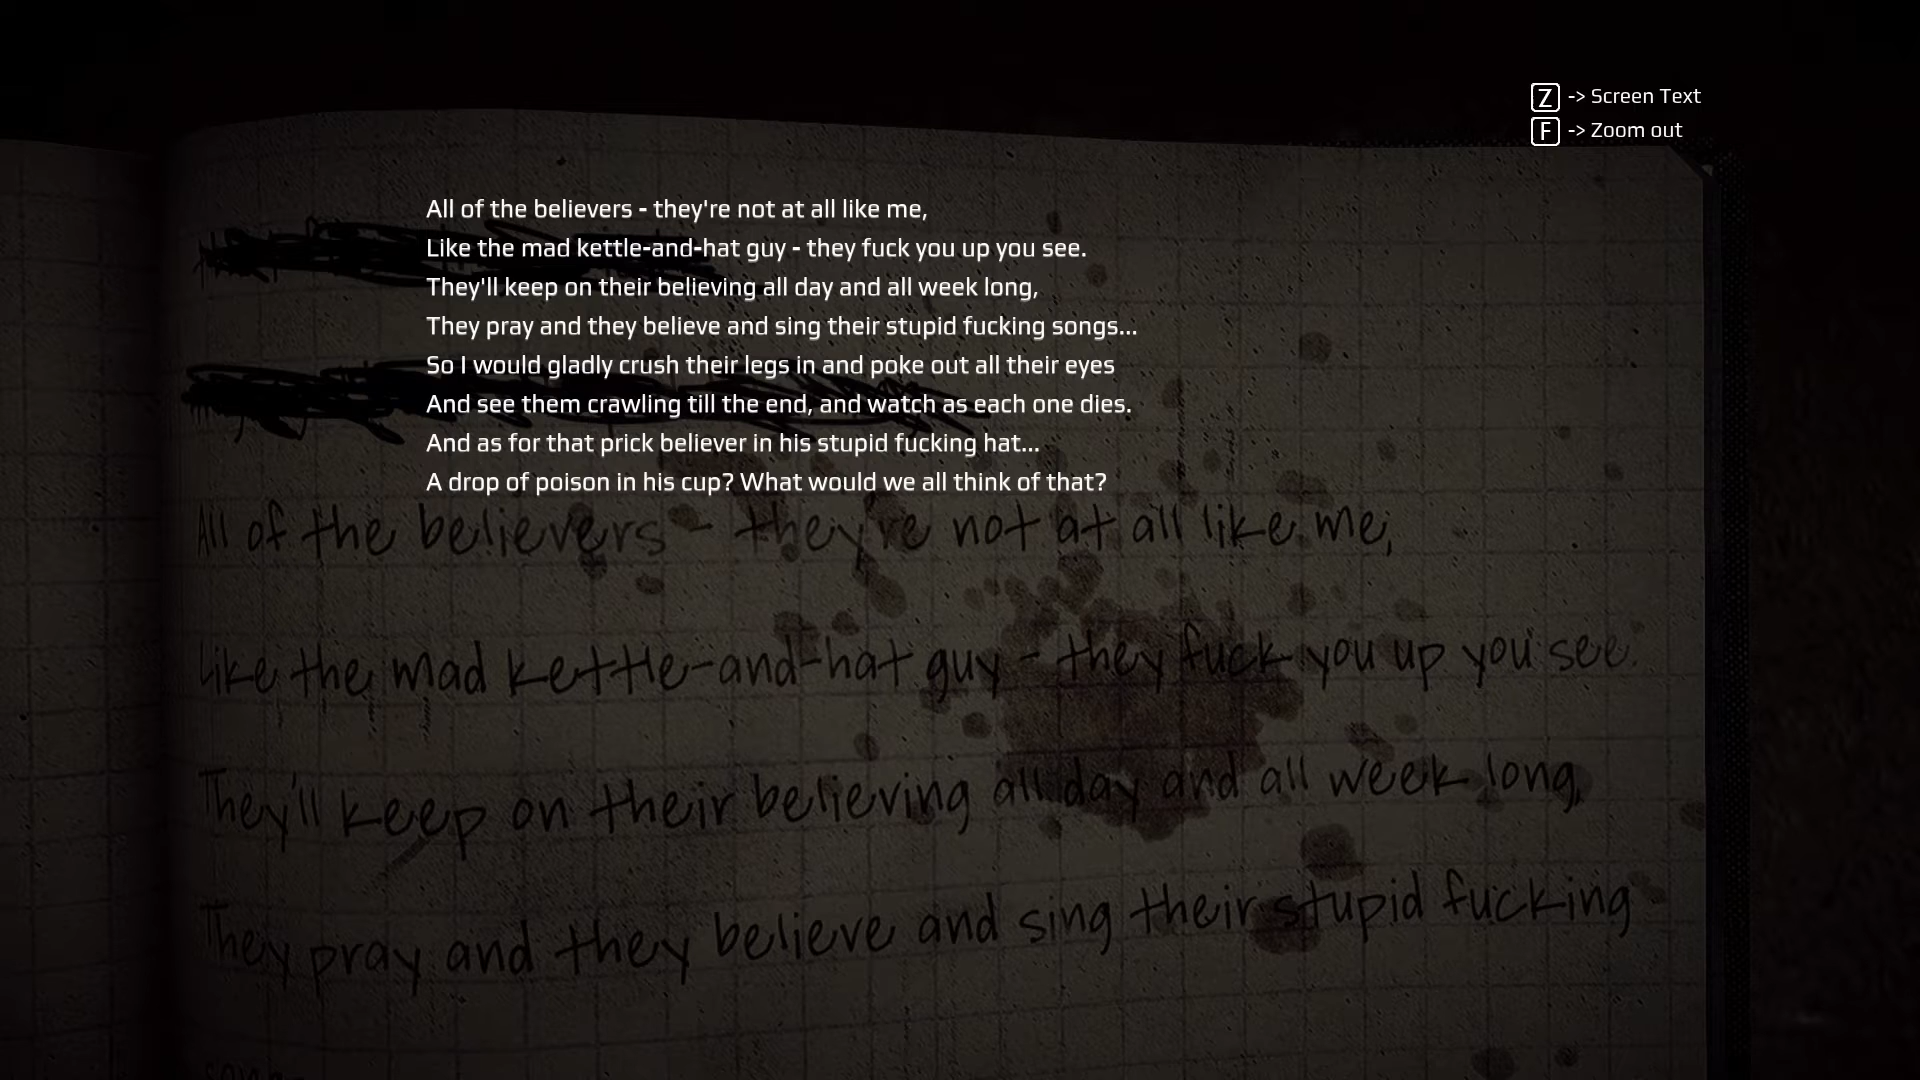 Z -> Screen Text
F -> Zoom out
All of the believers - they're not at all like me,
Like the mad kettle-and-hat guy - they fuck you up you see.
They'll keep on their believing all day and all week long,
They pray and they believe and sing their stupid fucking songs...
So I would gladly crush their legs in and poke out all their eyes
And see them crawling till the end, and watch as each one dies.
And as for that prick believer in his stupid fucking hat...
A drop of poison in his cup? What would we all think of that?
All of the believers - they're not at all like me,
Like the mad kettle-and-hat guy - they fuck you up you see.
They'll keep on their believing all day and all week long,
They pray and they believe and sing their stupid fucking